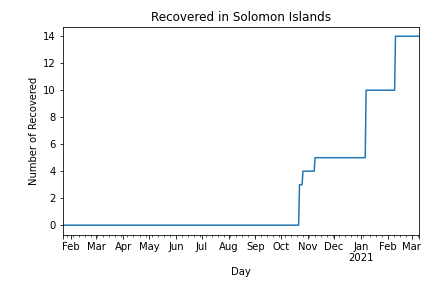 Recovered in Solomon Islands
Number of Recovered
14
12
10
8
6
4
2
0
Feb Mar Apr May Jun Jul Aug Sep Oct Nov Dec Jan Feb Mar
2021
Day